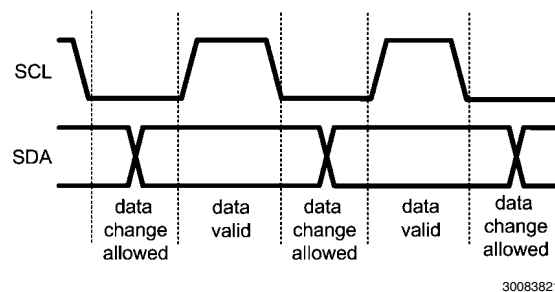 SCL
SDA
data change allowed
data valid
data change allowed
data valid
data change allowed
30083821